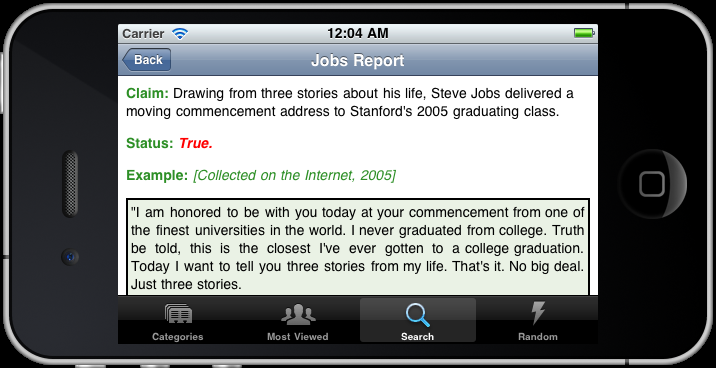 Carrier 12:04 AM
Back Jobs Report
Claim: Drawing from three stories about his life, Steve Jobs delivered a
moving commencement address to Stanford's 2005 graduating class.
Status: True.
Example: [Collected on the Internet, 2005]
"I am honored to be with you today at your commencement from one of
the finest universities in the world. I never graduated from college. Truth
be told, this is the closest I've ever gotten to a college graduation.
Today I want to tell you three stories from my life. That's it. No big deal.
Just three stories.
Categories Most Viewed Search Random